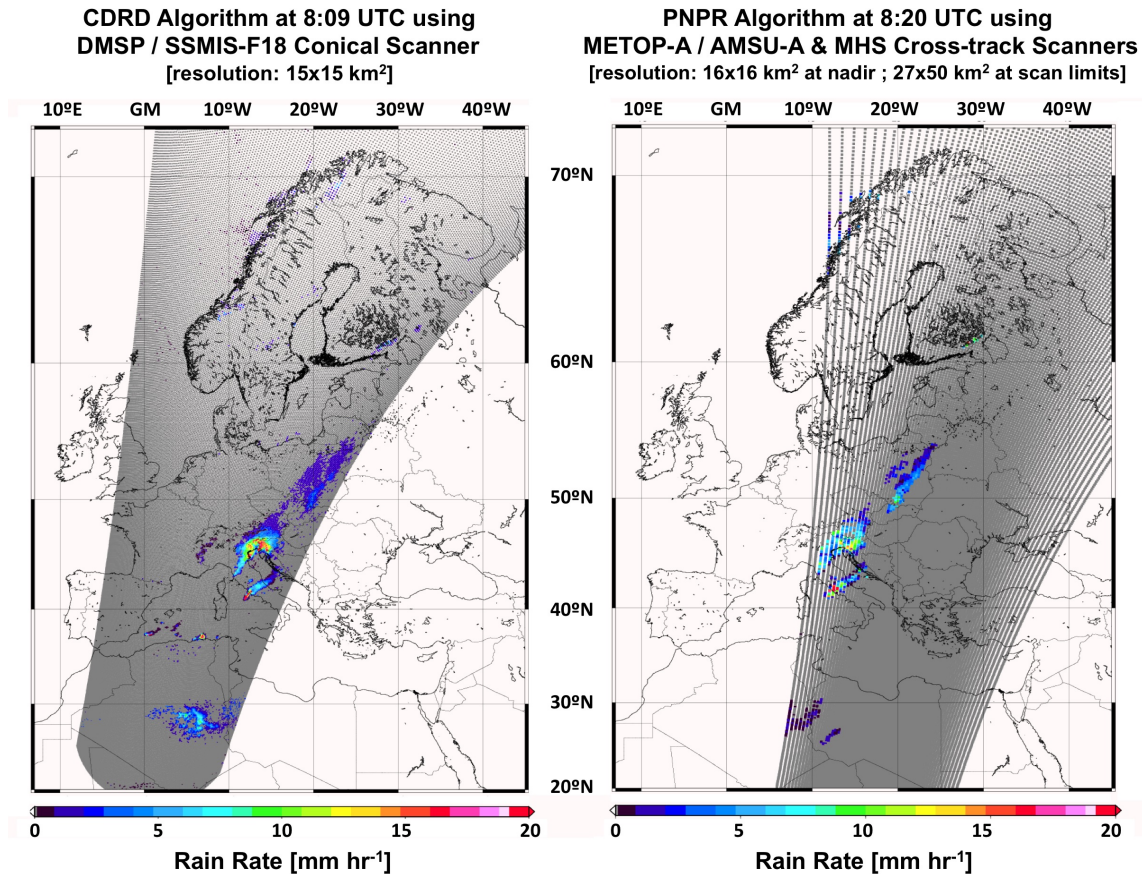 CDRD Algorithm at 8:09 UTC using
DMSP / SSMIS-F18 Conical Scanner
[resolution: 15x15 km²]
PNPR Algorithm at 8:20 UTC using
METOP-A / AMSU-A & MHS Cross-track Scanners
[resolution: 16x16 km² at nadir ; 27x50 km² at scan limits]
10ºE GM 10ºW 20ºW 30ºW 40ºW
10ºE GM 10ºW 20ºW 30ºW 40ºW
70ºN
60ºN
50ºN
40ºN
30ºN
20ºN
0 5 10 15 20
Rain Rate [mm hr⁻¹]
0 5 10 15 20
Rain Rate [mm hr⁻¹]